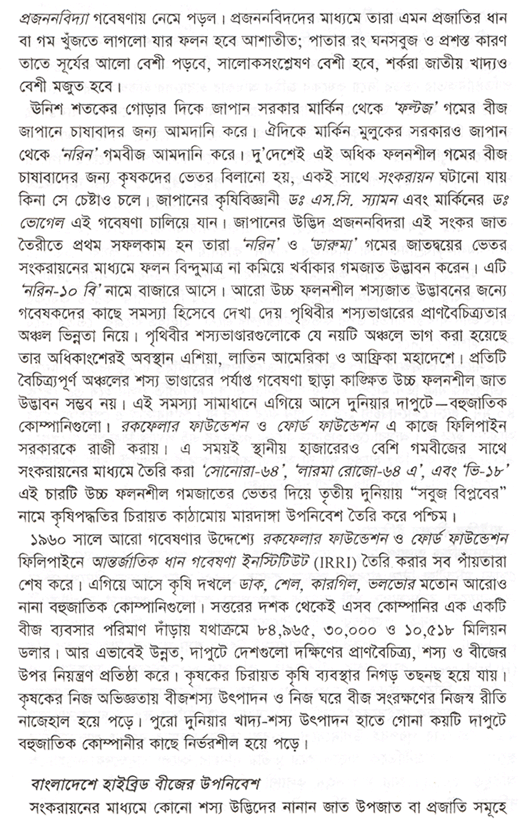 প্রজননবিদ্যা গবেষণায় নেমে পড়ল। প্রজননবিদদের মাধ্যমে তারা এমন প্রজাতির ধান
বা গম খুঁজতে লাগলো যার ফলন হবে আশাতীত; পাতার রং ঘনসবুজ ও প্রশস্ত কারণ
তাতে সূর্যের আলো বেশী পড়বে, সালোকসংশ্লেষণ বেশী হবে, শর্করা জাতীয় খাদ্যও
বেশী মজুত হবে।
উনিশ শতকের গোড়ার দিকে জাপান সরকার মার্কিন থেকে 'ফল্টজ' গমের বীজ
জাপানে চাষাবাদের জন্য আমদানি করে। ঐদিকে মার্কিন মুলুকের সরকারও জাপান
থেকে 'নরিন' গমবীজ আমদানি করে। দু'দেশেই এই অধিক ফলনশীল গমের বীজ
চাষাবাদের জন্য কৃষকদের ভেতর বিলানো হয়, একই সাথে সংকরায়ন ঘটানো যায়
কিনা সে চেষ্টাও চলে। জাপানের কৃষিবিজ্ঞানী ডঃ এস.সি. স্যামন এবং মার্কিনের ডঃ
ভোগেল এই গবেষণা চালিয়ে যান। জাপানের উদ্ভিদ প্রজননবিদরা এই সংকর জাত
তৈরীতে প্রথম সফলকাম হন তারা 'নরিন' ও 'ডারুমা' গমের জাতদ্বয়ের ভেতর
সংকরায়নের মাধ্যমে ফলন বিন্দুমাত্র না কমিয়ে খর্বাকার গমজাত উদ্ভাবন করেন। এটি
'নরিন-১০ বি' নামে বাজারে আসে। আরো উচ্চ ফলনশীল শস্যজাত উদ্ভাবনের জন্যে
গবেষকদের কাছে সমস্যা হিসেবে দেখা দেয় পৃথিবীর শস্যভাণ্ডারের প্রাণবৈচিত্র্যতার
অঞ্চল ভিন্নতা নিয়ে। পৃথিবীর শস্যভাণ্ডারগুলোকে যে নয়টি অঞ্চলে ভাগ করা হয়েছে
তার অধিকাংশেরই অবস্থান এশিয়া, লাতিন আমেরিকা ও আফ্রিকা মহাদেশে। প্রতিটি
বৈচিত্র্যপূর্ণ অঞ্চলের শস্য ভাণ্ডারের পর্যাপ্ত গবেষণা ছাড়া কাঙ্ক্ষিত উচ্চ ফলনশীল জাত
উদ্ভাবন সম্ভব নয়। এই সমস্যা সামাধানে এগিয়ে আসে দুনিয়ার দাপুটে—বহুজাতিক
কোম্পানিগুলো। রকফেলার ফাউন্ডেশন ও ফোর্ড ফাউন্ডেশন এ কাজে ফিলিপাইন
সরকারকে রাজী করায়। এ সময়ই স্থানীয় হাজারেরও বেশি গমবীজের সাথে
সংকরায়নের মাধ্যমে তৈরি করা 'সোনোরা-৬৪', 'লারমা রোজো-৬৪ এ', এবং 'ভি-১৮'
এই চারটি উচ্চ ফলনশীল গমজাতের ভেতর দিয়ে তৃতীয় দুনিয়ায় "সবুজ বিপ্লবের"
নামে কৃষিপদ্ধতির চিরায়ত কাঠামোয় মারদাঙ্গা উপনিবেশ তৈরি করে পশ্চিম।
১৯৬০ সালে আরো গবেষণার উদ্দেশ্যে রকফেলার ফাউন্ডেশন ও ফোর্ড ফাউন্ডেশন
ফিলিপাইনে আন্তর্জাতিক ধান গবেষণা ইনস্টিটিউট (IRRI) তৈরি করার সব পাঁয়তারা
শেষ করে। এগিয়ে আসে কৃষি দখলে ডাক, শেল, কারগিল, ভলভোর মতোন আরোও
নানা বহুজাতিক কোম্পানিগুলো। সত্তরের দশক থেকেই এসব কোম্পানির এক একটি
বীজ ব্যবসার পরিমাণ দাঁড়ায় যথাক্রমে ৮৪,৯৬৫, ৩০,০০০ ও ১০,৫১৮ মিলিয়ন
ডলার। আর এভাবেই উন্নত, দাপুটে দেশগুলো দক্ষিণের প্রাণবৈচিত্র্য, শস্য ও বীজের
উপর নিয়ন্ত্রণ প্রতিষ্ঠা করে। কৃষকের চিরায়ত কৃষি ব্যবস্থার নিগড় তছনছ হয়ে যায়।
কৃষকের নিজ অভিজ্ঞতায় বীজশস্য উৎপাদন ও নিজ ঘরে বীজ সংরক্ষণের নিজস্ব রীতি
নাজেহাল হয়ে পড়ে। পুরো দুনিয়ার খাদ্য-শস্য উৎপাদন হাতে গোনা কয়টি দাপুটে
বহুজাতিক কোম্পানীর কাছে নির্ভরশীল হয়ে পড়ে।
বাংলাদেশে হাইব্রিড বীজের উপনিবেশ
সংকরায়নের মাধ্যমে কোনো শস্য উদ্ভিদের নানান জাত উপজাত বা প্রজাতি সমূহে